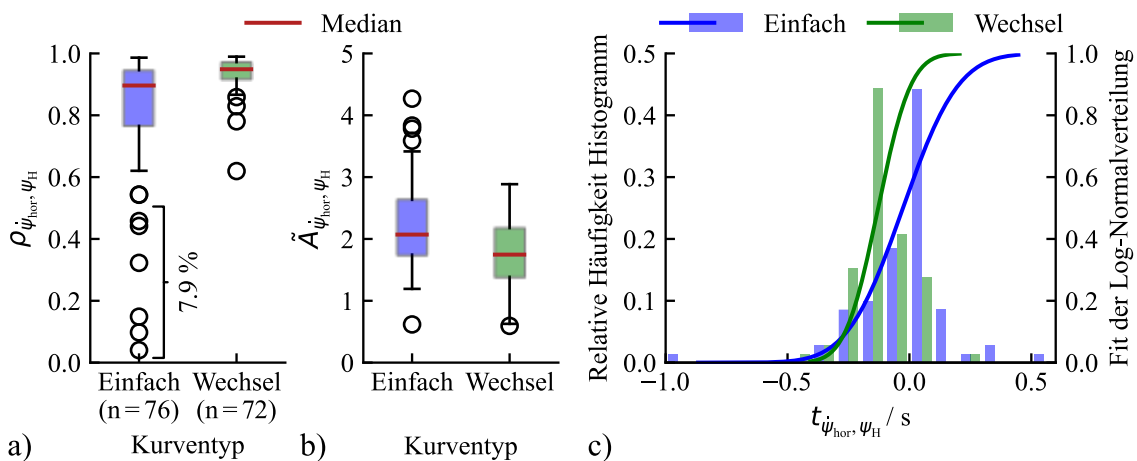 Median
Einfach
Wechsel
ρ ψ̇hor, ψH
1.0
0.8
0.6
0.4
0.2
0.0
7.9 %
Einfach
(n = 76)
Wechsel
(n = 72)
Kurventyp
a)
Ã ψ̇hor, ψH
5
4
3
2
1
0
Einfach
Wechsel
Kurventyp
b)
Relative Häufigkeit Histogramm
0.5
0.4
0.3
0.2
0.1
0.0
−1.0
−0.5
0.0
0.5
t ψ̇hor, ψH / s
1.0
0.8
0.6
0.4
0.2
0.0
Fit der Log-Normalverteilung
c)